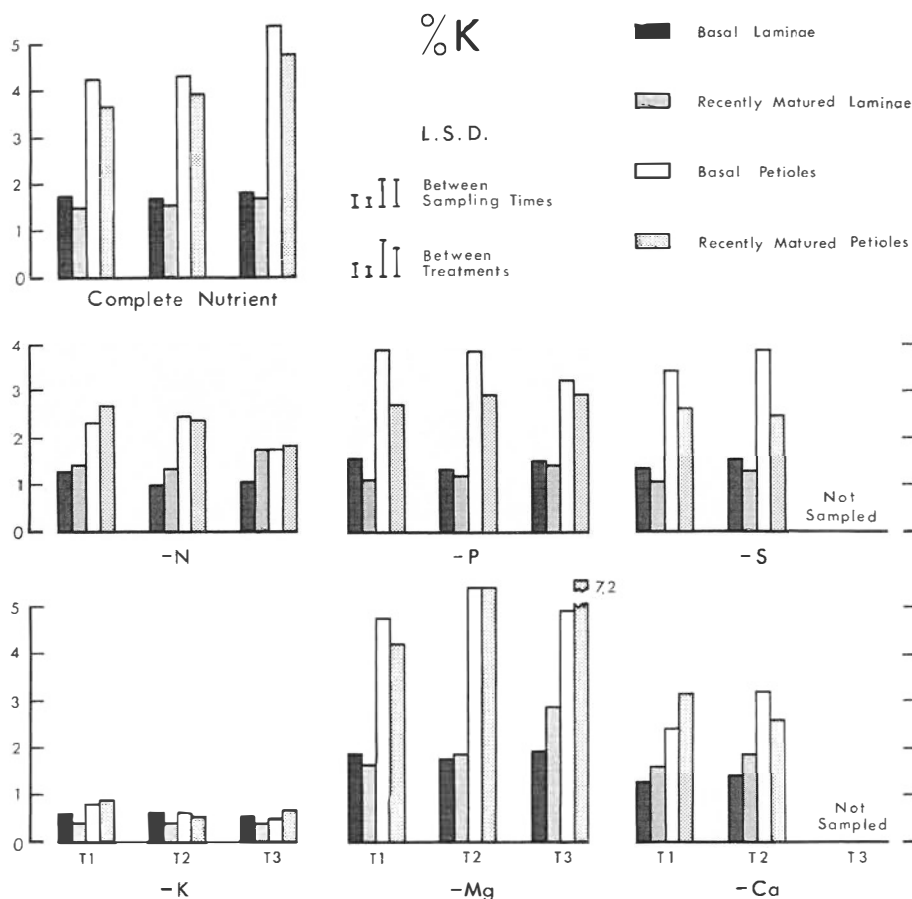 %K
Basal Laminae
Recently Matured Laminae
Basal Petioles
Recently Matured Petioles
L.S.D.
Between
Sampling Times
Between
Treatments
5
4
3
2
1
0
Complete Nutrient
4
3
2
1
0
-N
-P
Not
Sampled
-S
5
4
3
2
1
0
T1 T2 T3
-K
7.2
T1 T2 T3
-Mg
Not
Sampled
T1 T2 T3
-Ca